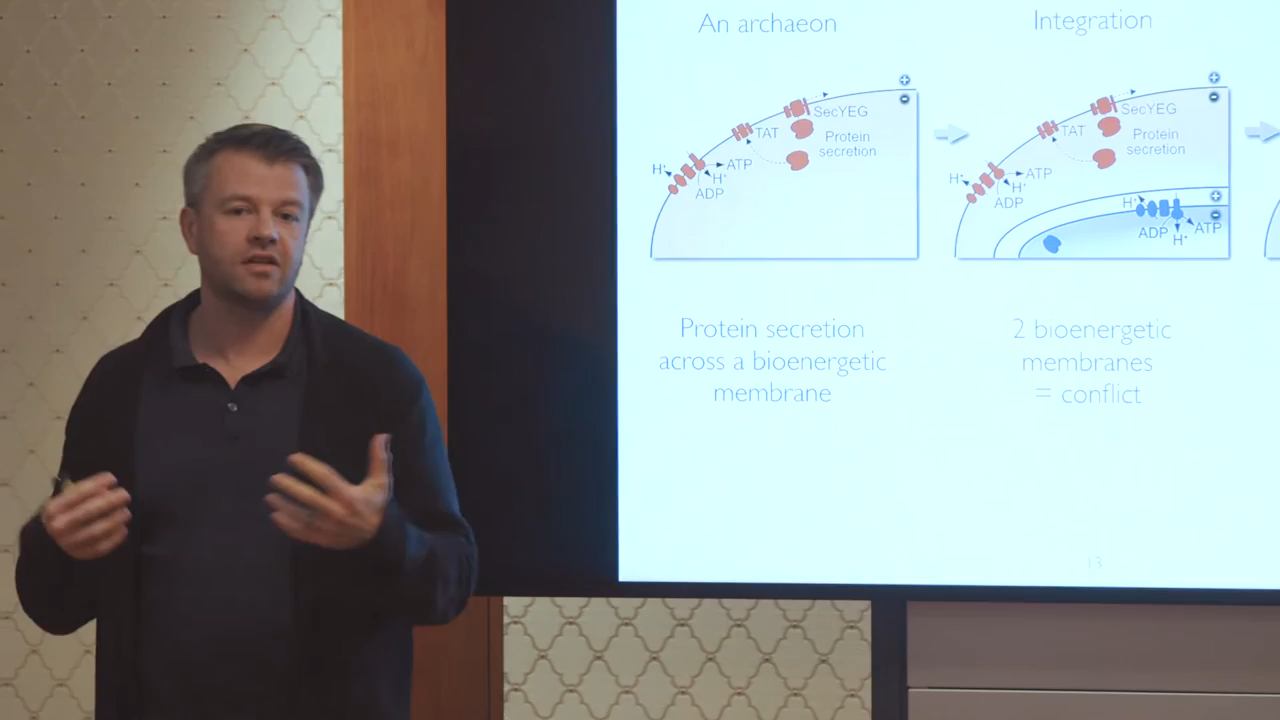 An archaeon
+
−
SecYEG
TAT
Protein
secretion
H⁺
ATP
H⁺
ADP
Protein secretion
across a bioenergetic
membrane
Integration
+
−
SecYEG
TAT
Protein
secretion
H⁺
ATP
H⁺
ADP
+
−
H⁺
ADP
ATP
H⁺
2 bioenergetic
membranes
= conflict
13